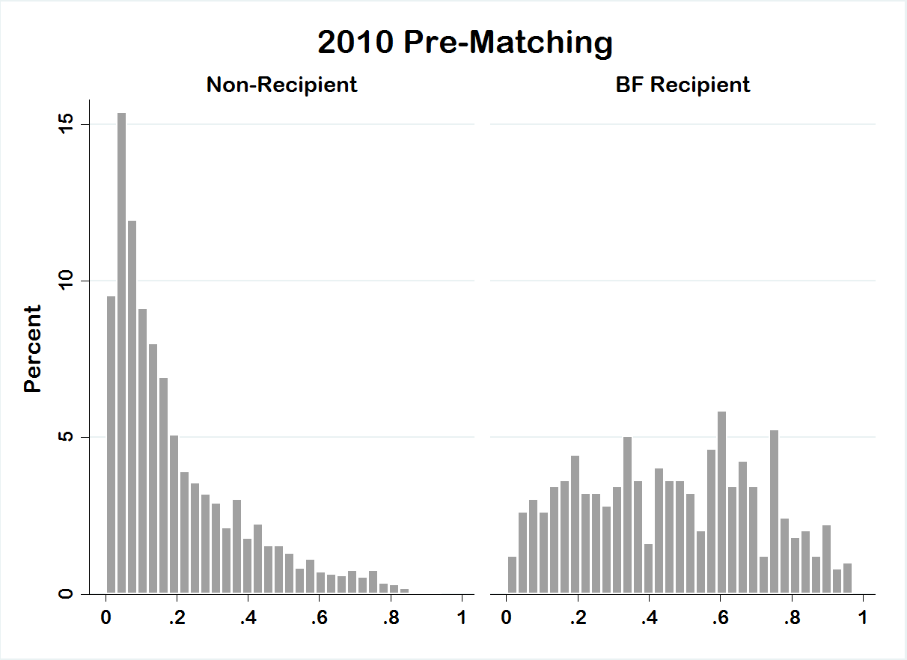 2010 Pre-Matching
Non-Recipient
BF Recipient
Percent
15
10
5
0
0 .2 .4 .6 .8 1
0 .2 .4 .6 .8 1